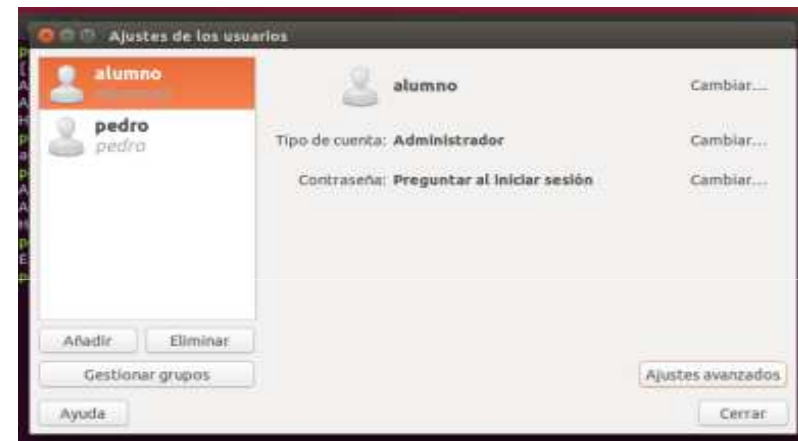 Ajustes de los usuarios
alumno
pedro
pedro
Añadir
Eliminar
Gestionar grupos
Ayuda
alumno
Cambiar...
Tipo de cuenta: Administrador
Cambiar...
Contraseña: Preguntar al iniciar sesión
Cambiar...
Ajustes avanzados
Cerrar